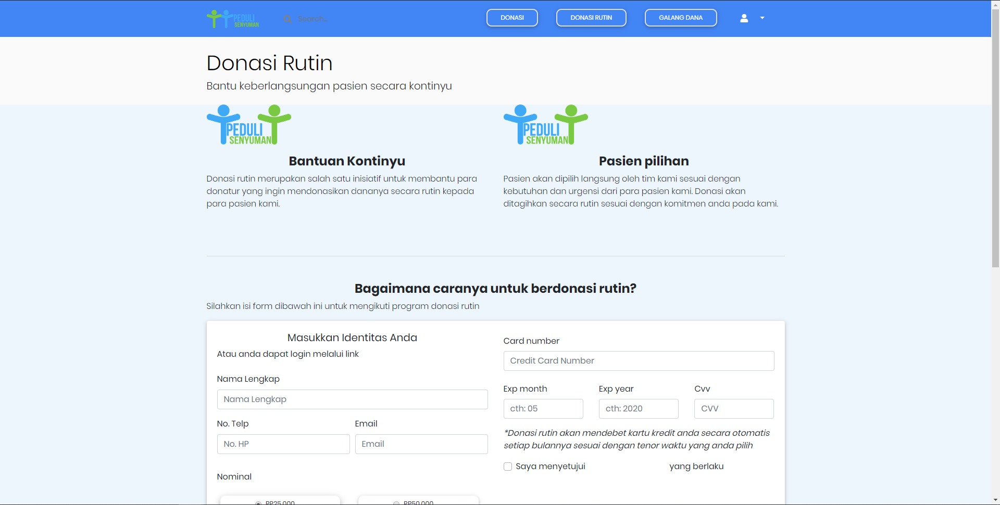 PEDULI
SENYUMAN
Search...
DONASI
DONASI RUTIN
GALANG DANA
Donasi Rutin
Bantu keberlangsungan pasien secara kontinyu
PEDULI
SENYUMAN
PEDULI
SENYUMAN
Bantuan Kontinyu
Donasi rutin merupakan salah satu inisiatif untuk membantu para
donatur yang ingin mendonasikan dananya secara rutin kepada
para pasien kami.
Pasien pilihan
Pasien akan dipilih langsung oleh tim kami sesuai dengan
kebutuhan dan urgensi dari para pasien kami. Donasi akan
ditagihkan secara rutin sesuai dengan komitmen anda pada kami.
Bagaimana caranya untuk berdonasi rutin?
Silahkan isi form dibawah ini untuk mengikuti program donasi rutin
Masukkan Identitas Anda
Atau anda dapat login melalui link
Nama Lengkap
Nama Lengkap
No. Telp
Email
No. HP
Email
Nominal
RP25.000
RP50.000
Card number
Credit Card Number
Exp month
Exp year
Cvv
cth: 05
cth: 2020
CVV
*Donasi rutin akan mendebet kartu kredit anda secara otomatis
setiap bulannya sesuai dengan tenor waktu yang anda pilih
Saya menyetujui yang berlaku